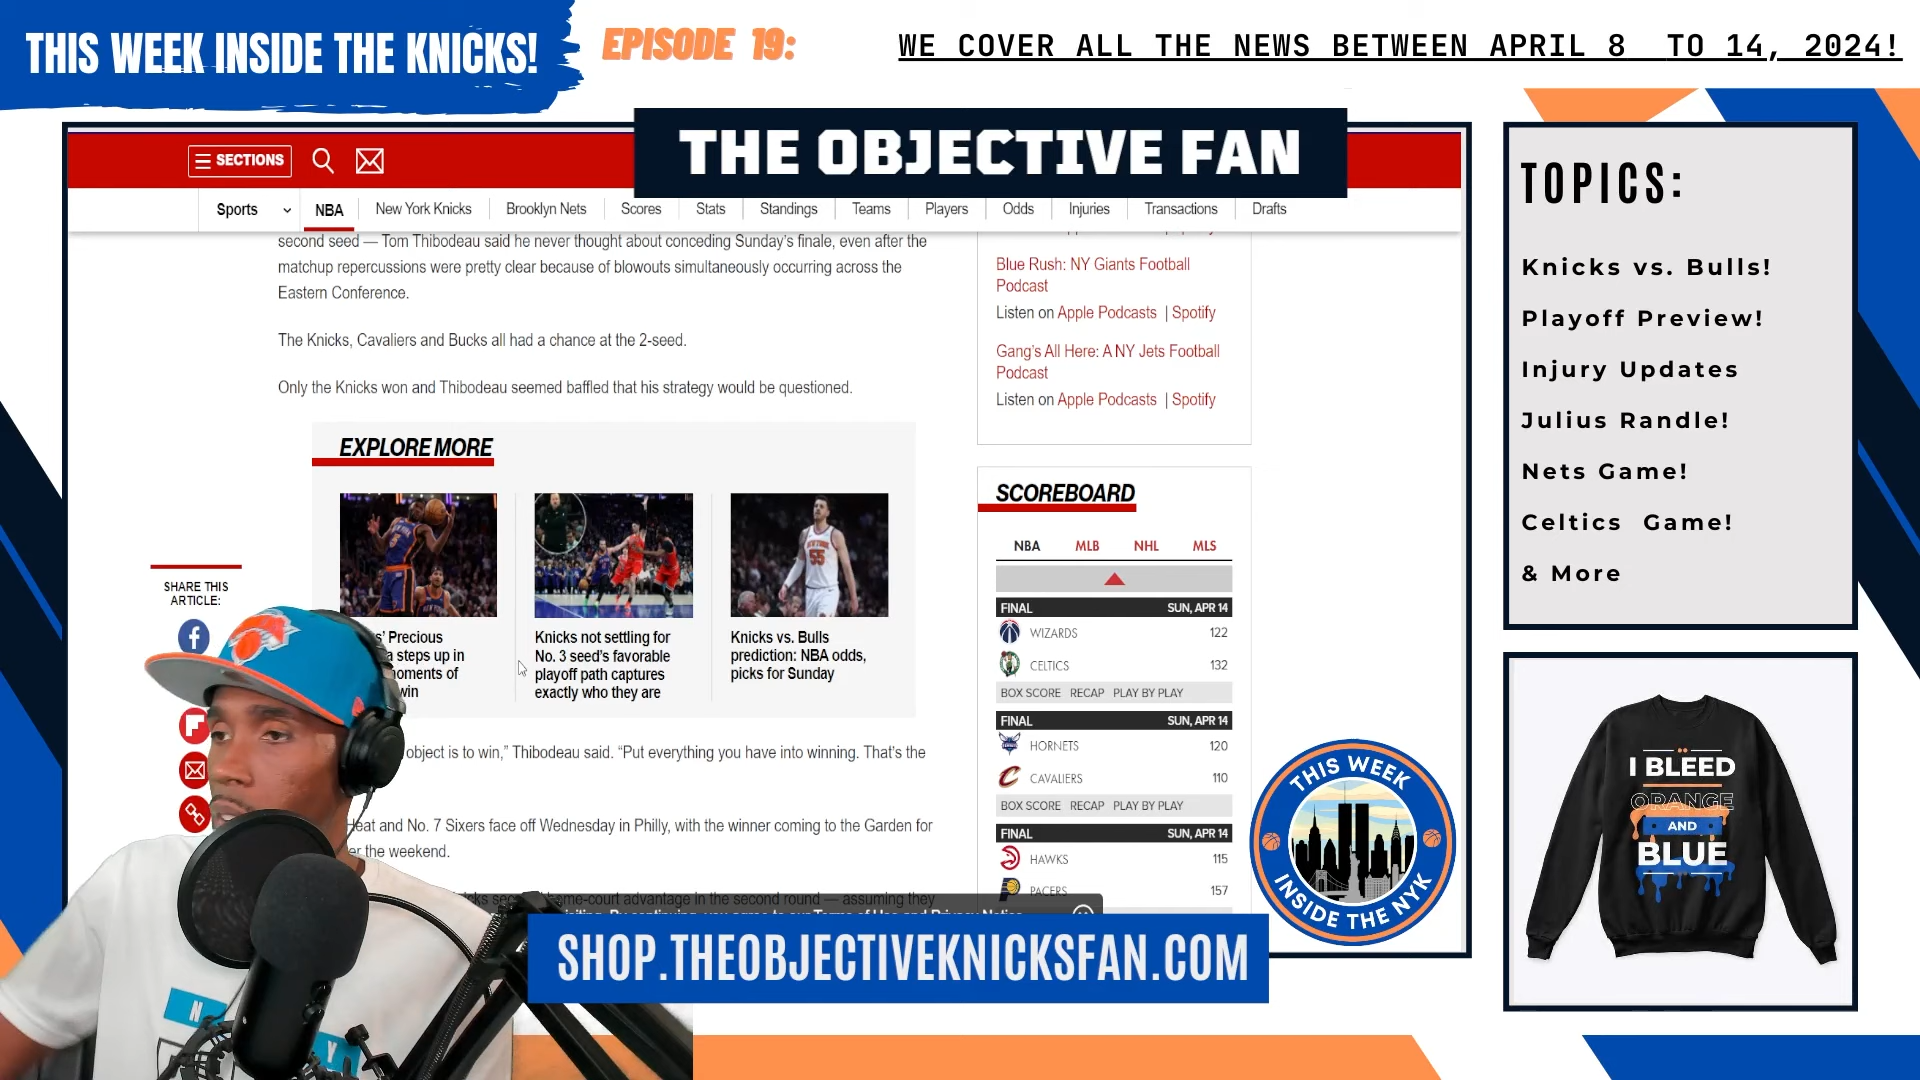 THIS WEEK INSIDE THE KNICKS!
EPISODE 19:
WE COVER ALL THE NEWS BETWEEN APRIL 8 TO 14, 2024!
THE OBJECTIVE FAN
SECTIONS
Sports
NBA
New York Knicks
Brooklyn Nets
Scores
Stats
Standings
Teams
Players
Odds
Injuries
Transactions
Drafts
second seed — Tom Thibodeau said he never thought about conceding Sunday's finale, even after the
matchup repercussions were pretty clear because of blowouts simultaneously occurring across the
Eastern Conference.
The Knicks, Cavaliers and Bucks all had a chance at the 2-seed.
Only the Knicks won and Thibodeau seemed baffled that his strategy would be questioned.
EXPLORE MORE
Precious
steps up in
moments of
win
Knicks not settling for
No. 3 seed's favorable
playoff path captures
exactly who they are
Knicks vs. Bulls
prediction: NBA odds,
picks for Sunday
SHARE THIS
ARTICLE:
object is to win,” Thibodeau said. “Put everything you have into winning. That's the
Heat and No. 7 Sixers face off Wednesday in Philly, with the winner coming to the Garden for
the weekend.
home-court advantage in the second round — assuming they
Blue Rush: NY Giants Football
Podcast
Listen on Apple Podcasts | Spotify
Gang's All Here: A NY Jets Football
Podcast
Listen on Apple Podcasts | Spotify
SCOREBOARD
NBA MLB NHL MLS
FINAL SUN, APR 14
WIZARDS 122
CELTICS 132
BOX SCORE RECAP PLAY BY PLAY
FINAL SUN, APR 14
HORNETS 120
CAVALIERS 110
BOX SCORE RECAP PLAY BY PLAY
FINAL SUN, APR 14
HAWKS 115
PACERS 157
SHOP.THEOBJECTIVEKNICKSFAN.COM
THIS WEEK
INSIDE THE NYK
TOPICS:
Knicks vs. Bulls!
Playoff Preview!
Injury Updates
Julius Randle!
Nets Game!
Celtics Game!
& More
I BLEED
ORANGE
AND
BLUE
N
Y